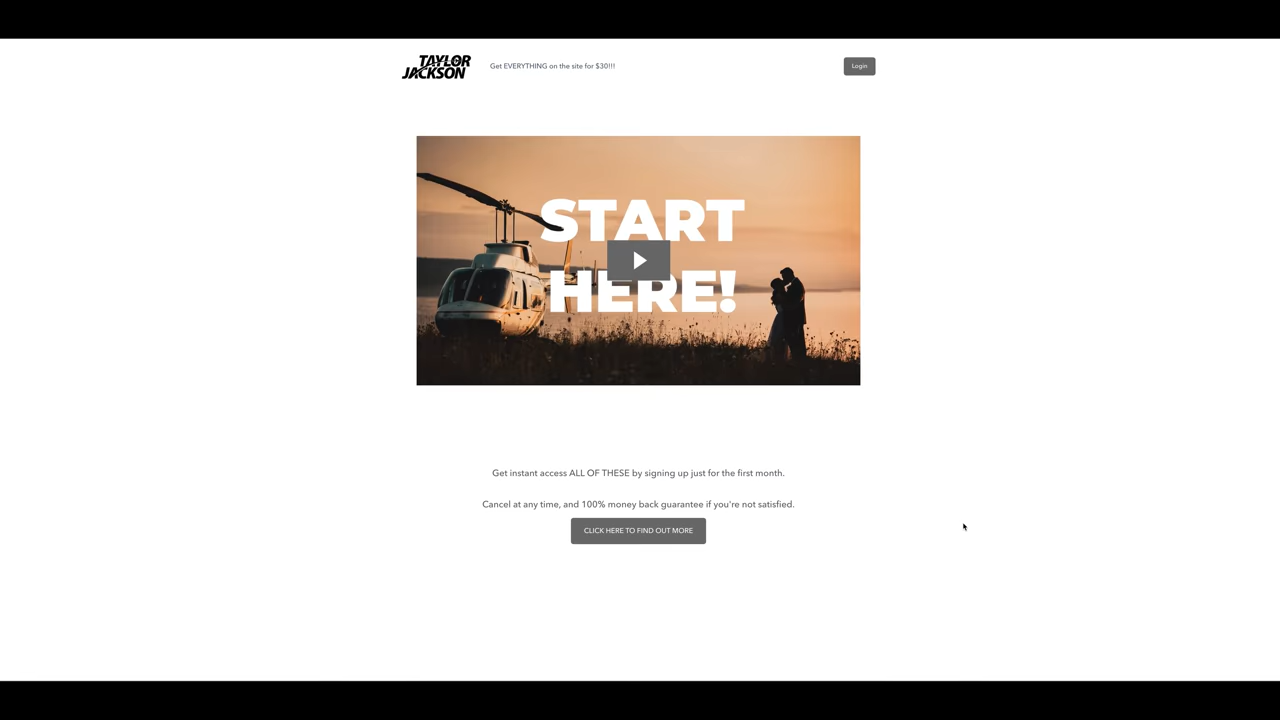 TAYLOR
JACKSON
Get EVERYTHING on the site for $30!!!
Login
START
HERE!
Get instant access ALL OF THESE by signing up just for the first month.
Cancel at any time, and 100% money back guarantee if you're not satisfied.
CLICK HERE TO FIND OUT MORE